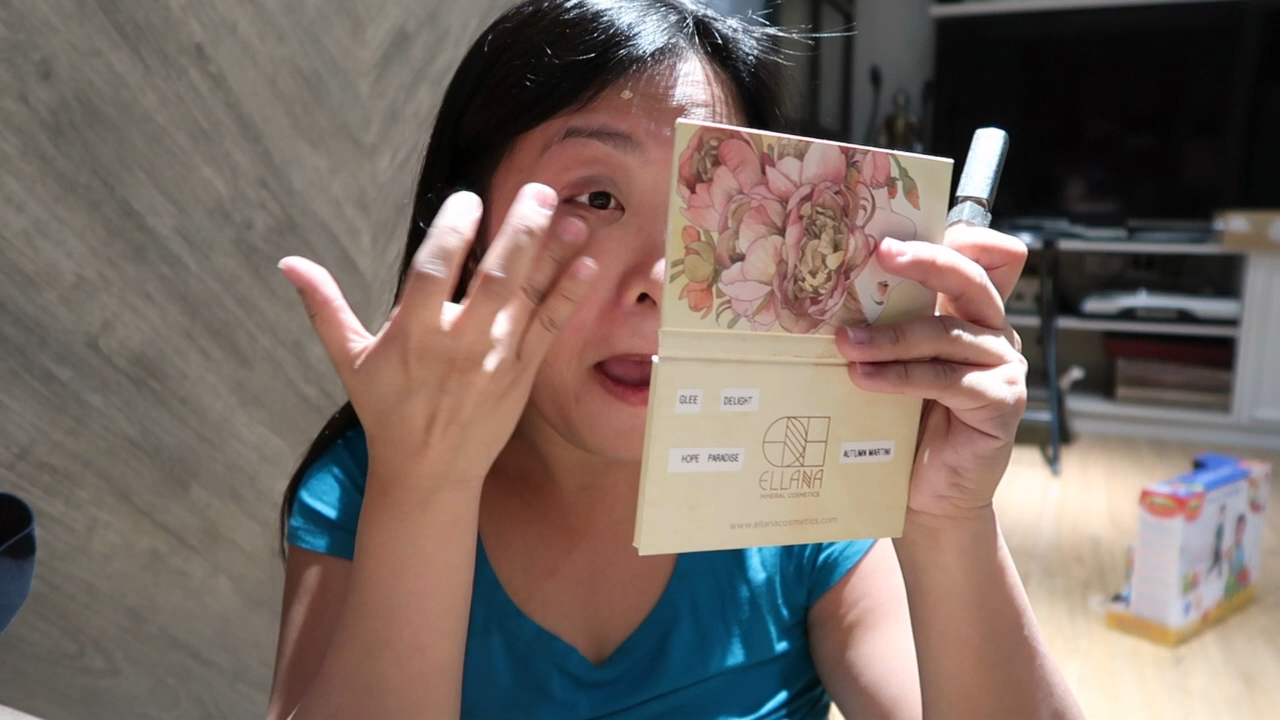 GLEE DELIGHT
HOPE PARADISE
AUTUMN MARTINI
ELLANA
MINERAL COSMETICS
www.ellanacosmetics.com